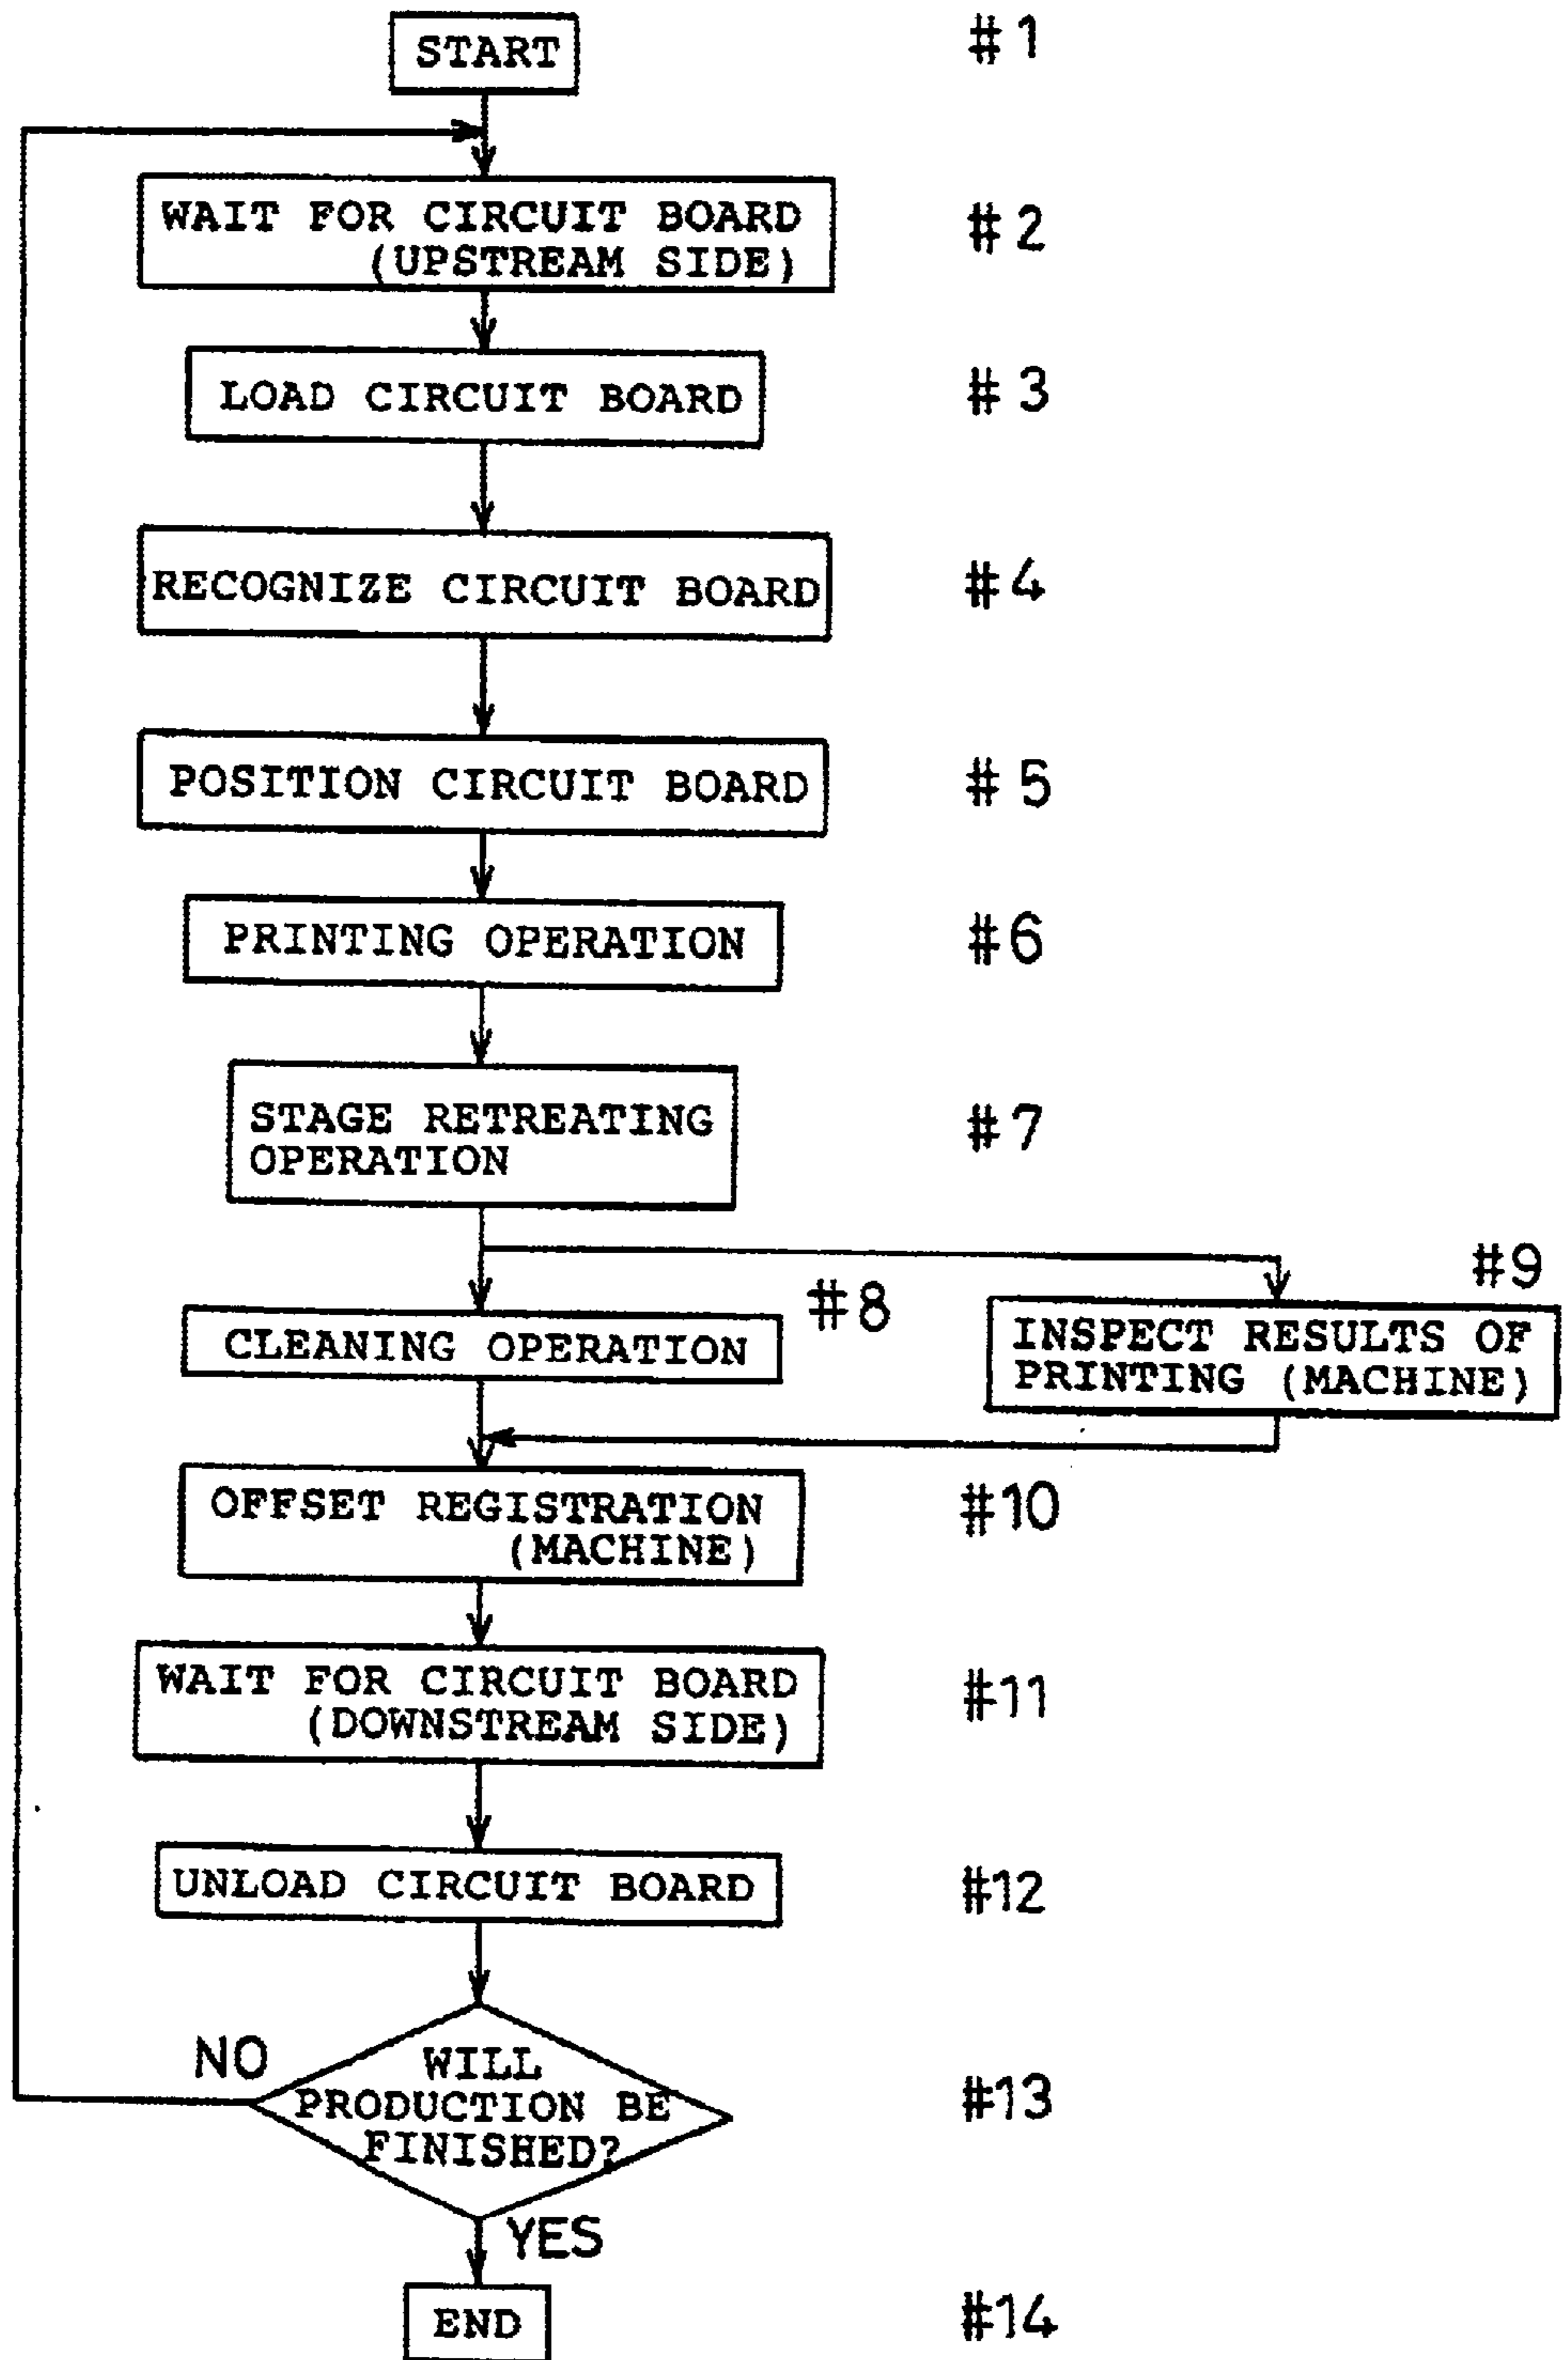 START
#1
WAIT FOR CIRCUIT BOARD
(UPSTREAM SIDE)
#2
LOAD CIRCUIT BOARD
#3
RECOGNIZE CIRCUIT BOARD
#4
POSITION CIRCUIT BOARD
#5
PRINTING OPERATION
#6
STAGE RETREATING
OPERATION
#7
CLEANING OPERATION
#8
#9
INSPECT RESULTS OF
PRINTING (MACHINE)
OFFSET REGISTRATION
(MACHINE)
#10
WAIT FOR CIRCUIT BOARD
(DOWNSTREAM SIDE)
#11
UNLOAD CIRCUIT BOARD
#12
NO
WILL
PRODUCTION BE
FINISHED?
#13
YES
END
#14